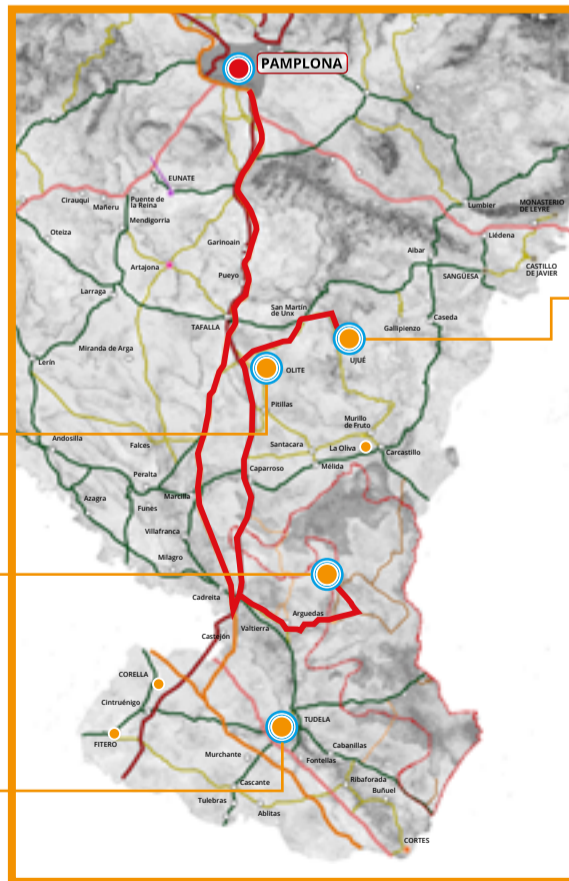 PAMPLONA
EUNATE
Cirauqui
Mañeru
Puente de
la Reina
Mendigorria
Lumbier
MONASTERIO
DE LEYRE
Oteiza
Garinoain
Liédena
Artajona
Aibar
Pueyo
SANGÜESA
CASTILLO
DE JAVIER
Larraga
San Martín
de Unx
TAFALLA
Gallipienzo
Caseda
Miranda de Arga
UJUÉ
Lerín
OLITE
Pitillas
Murillo
de Fruto
Andosilla
Falces
Santacara
La Oliva
Carcastillo
Peralta
Caparroso
Mélida
Azagra
Marcilla
Funes
Villafranca
Milagro
Cadreita
Arguedas
Castejón
Valtierra
CORELLA
Cintruénigo
TUDELA
FITERO
Murchante
Cabanillas
Fontellas
Cascante
Ribaforada
Tulebras
Buñuel
Ablitas
CORTES